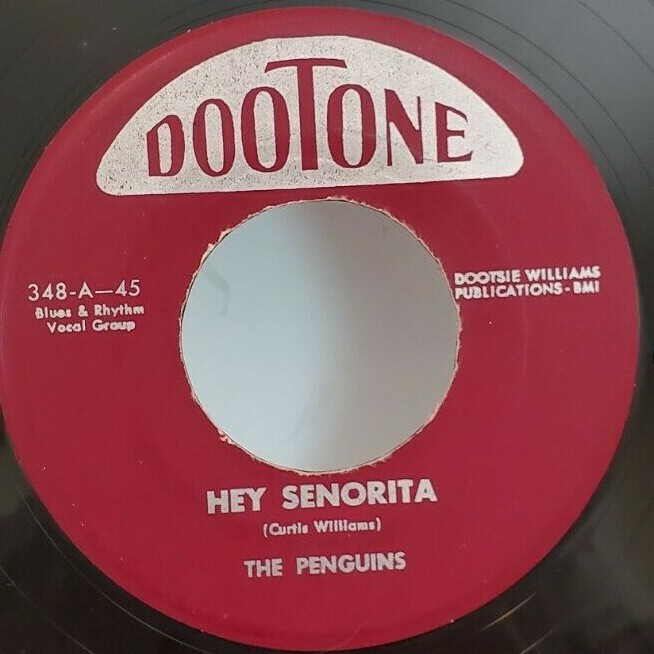 DOOTONE
348-A—45
Blues & Rhythm
Vocal Group
DOOTSIE WILLIAMS
PUBLICATIONS - BMI
HEY SENORITA
(Curtis Williams)
THE PENGUINS